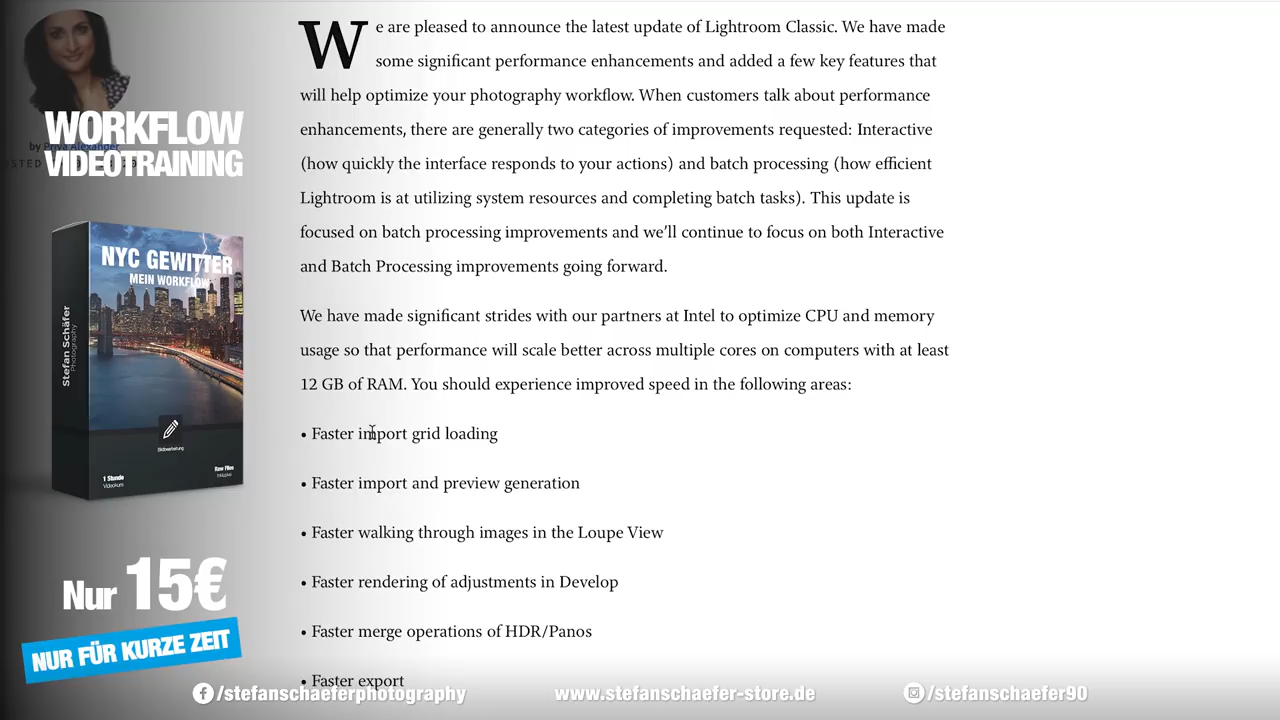 We are pleased to announce the latest update of Lightroom Classic. We have made
some significant performance enhancements and added a few key features that
will help optimize your photography workflow. When customers talk about performance
enhancements, there are generally two categories of improvements requested: Interactive
(how quickly the interface responds to your actions) and batch processing (how efficient
Lightroom is at utilizing system resources and completing batch tasks). This update is
focused on batch processing improvements and we’ll continue to focus on both Interactive
and Batch Processing improvements going forward.
We have made significant strides with our partners at Intel to optimize CPU and memory
usage so that performance will scale better across multiple cores on computers with at least
12 GB of RAM. You should experience improved speed in the following areas:
• Faster import grid loading
• Faster import and preview generation
• Faster walking through images in the Loupe View
• Faster rendering of adjustments in Develop
• Faster merge operations of HDR/Panos
• Faster export
WORKFLOW
by Priya Alexander
VIDEOTRAINING
NYC GEWITTER
MEIN WORKFLOW
Stefan Schäfer
Photography
Bildbearbeitung
1 Stunde
Videokurs
Raw Files
Inklusive
Nur 15€
NUR FÜR KURZE ZEIT
/stefanschaeferphotography
www.stefanschaefer-store.de
/stefanschaefer90